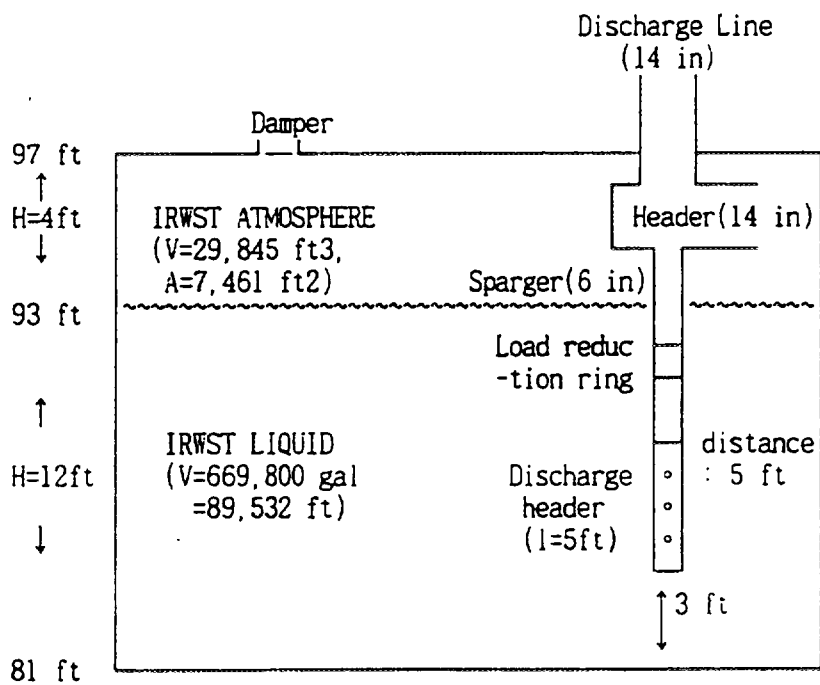 Discharge Line
(14 in)
Damper
97 ft
H=4ft
IRWST ATMOSPHERE
(V=29,845 ft3,
A=7,461 ft2)
Header(14 in)
Sparger(6 in)
93 ft
Load reduc
-tion ring
H=12ft
IRWST LIQUID
(V=669,800 gal
=89,532 ft)
Discharge
header
(l=5ft)
distance
: 5 ft
3 ft
81 ft